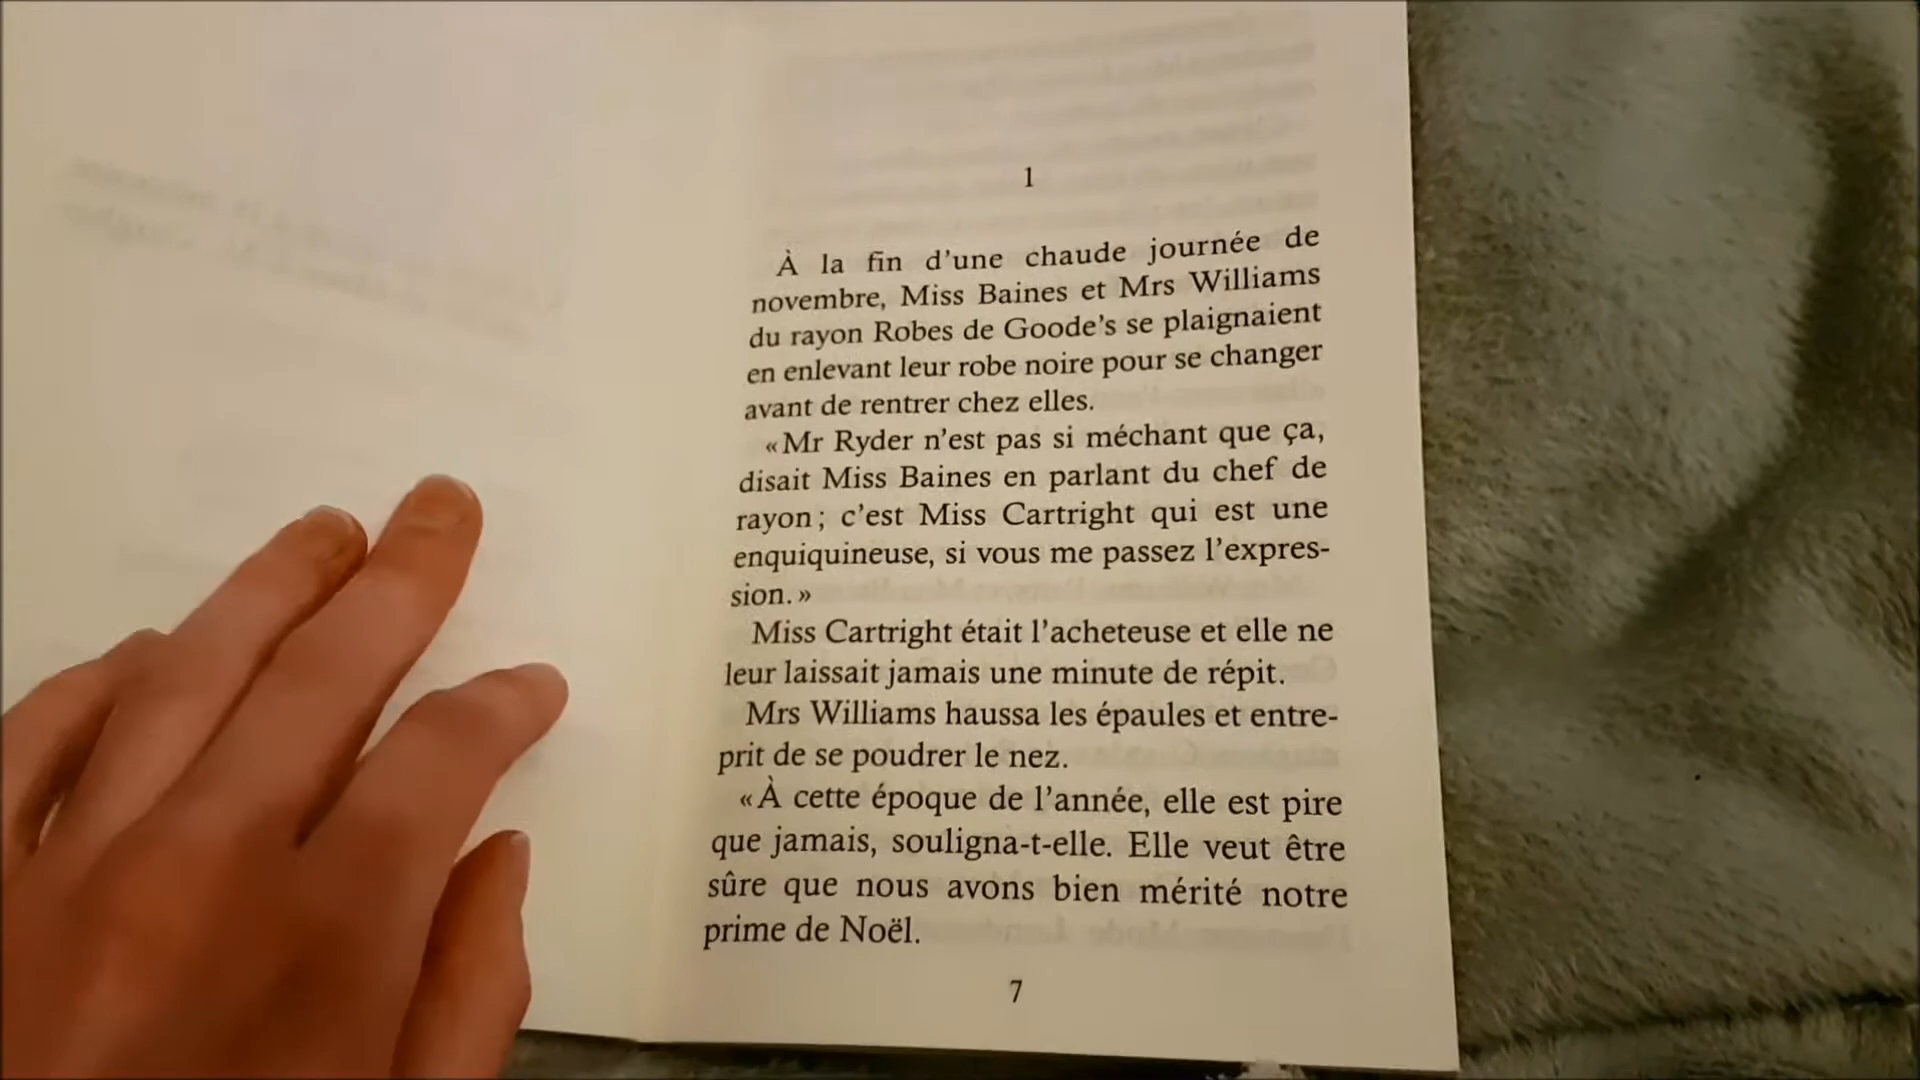 1
À la fin d'une chaude journée de
novembre, Miss Baines et Mrs Williams
du rayon Robes de Goode's se plaignaient
en enlevant leur robe noire pour se changer
avant de rentrer chez elles.
«Mr Ryder n'est pas si méchant que ça,
disait Miss Baines en parlant du chef de
rayon; c'est Miss Cartright qui est une
enquiquineuse, si vous me passez l'expres-
sion.»
Miss Cartright était l'acheteuse et elle ne
leur laissait jamais une minute de répit.
Mrs Williams haussa les épaules et entre-
prit de se poudrer le nez.
«À cette époque de l'année, elle est pire
que jamais, souligna-t-elle. Elle veut être
sûre que nous avons bien mérité notre
prime de Noël.
7